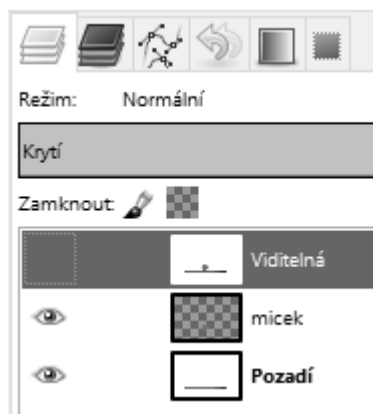 Režim: Normální
Krytí
Zamknout:
Viditelná
micek
Pozadí